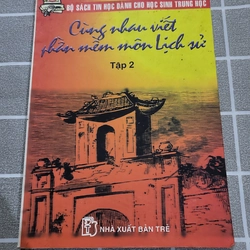 BỘ SÁCH TIN HỌC DÀNH CHO HỌC SINH TRUNG HỌC
Cùng nhau viết
phần mềm môn Lịch sử
Tập 2
NHÀ XUẤT BẢN TRẺ